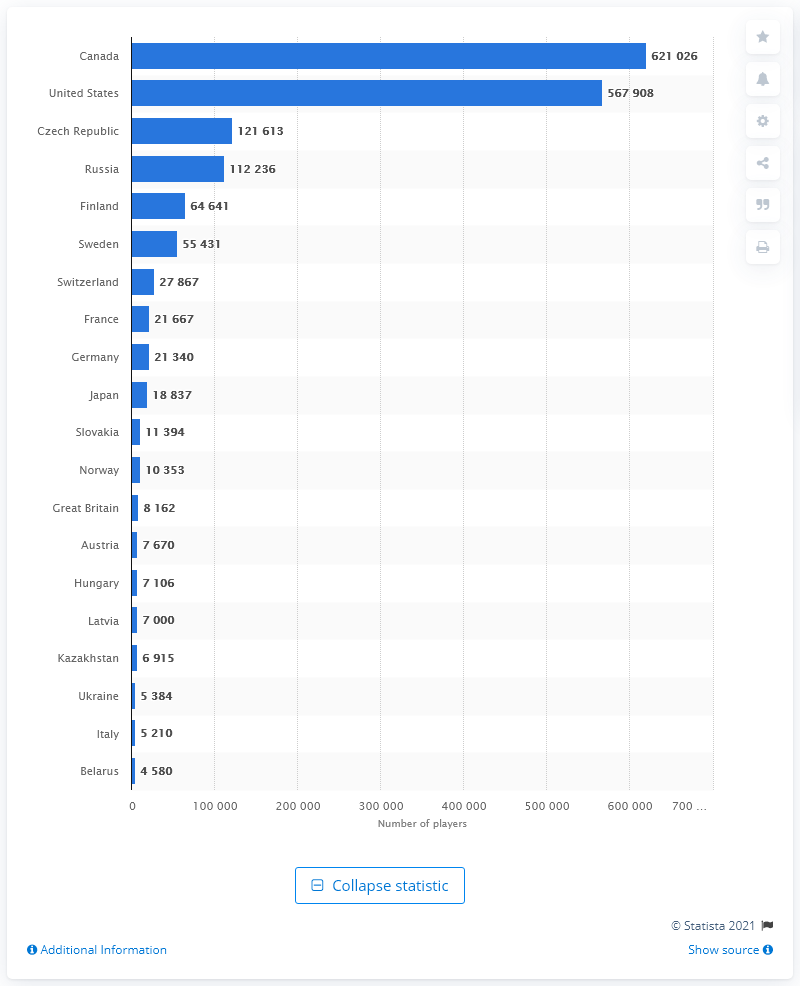 Canada 621 026
United States 567 908
Czech Republic 121 613
Russia 112 236
Finland 64 641
Sweden 55 431
Switzerland 27 867
France 21 667
Germany 21 340
Japan 18 837
Slovakia 11 394
Norway 10 353
Great Britain 8 162
Austria 7 670
Hungary 7 106
Latvia 7 000
Kazakhstan 6 915
Ukraine 5 384
Italy 5 210
Belarus 4 580
0 100 000 200 000 300 000 400 000 500 000 600 000 700 ...
Number of players
Collapse statistic
© Statista 2021
Additional Information Show source